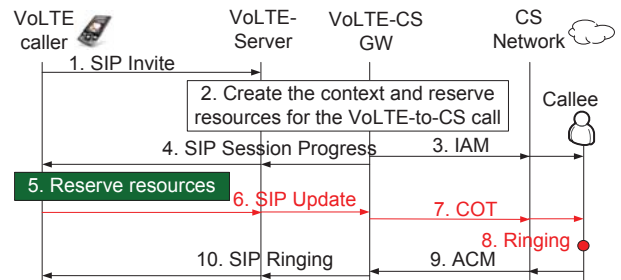 VoLTE caller
VoLTE-Server
VoLTE-CS GW
CS Network
1. SIP Invite
2. Create the context and reserve resources for the VoLTE-to-CS call
Callee
4. SIP Session Progress
3. IAM
5. Reserve resources
6. SIP Update
7. COT
8. Ringing
10. SIP Ringing
9. ACM